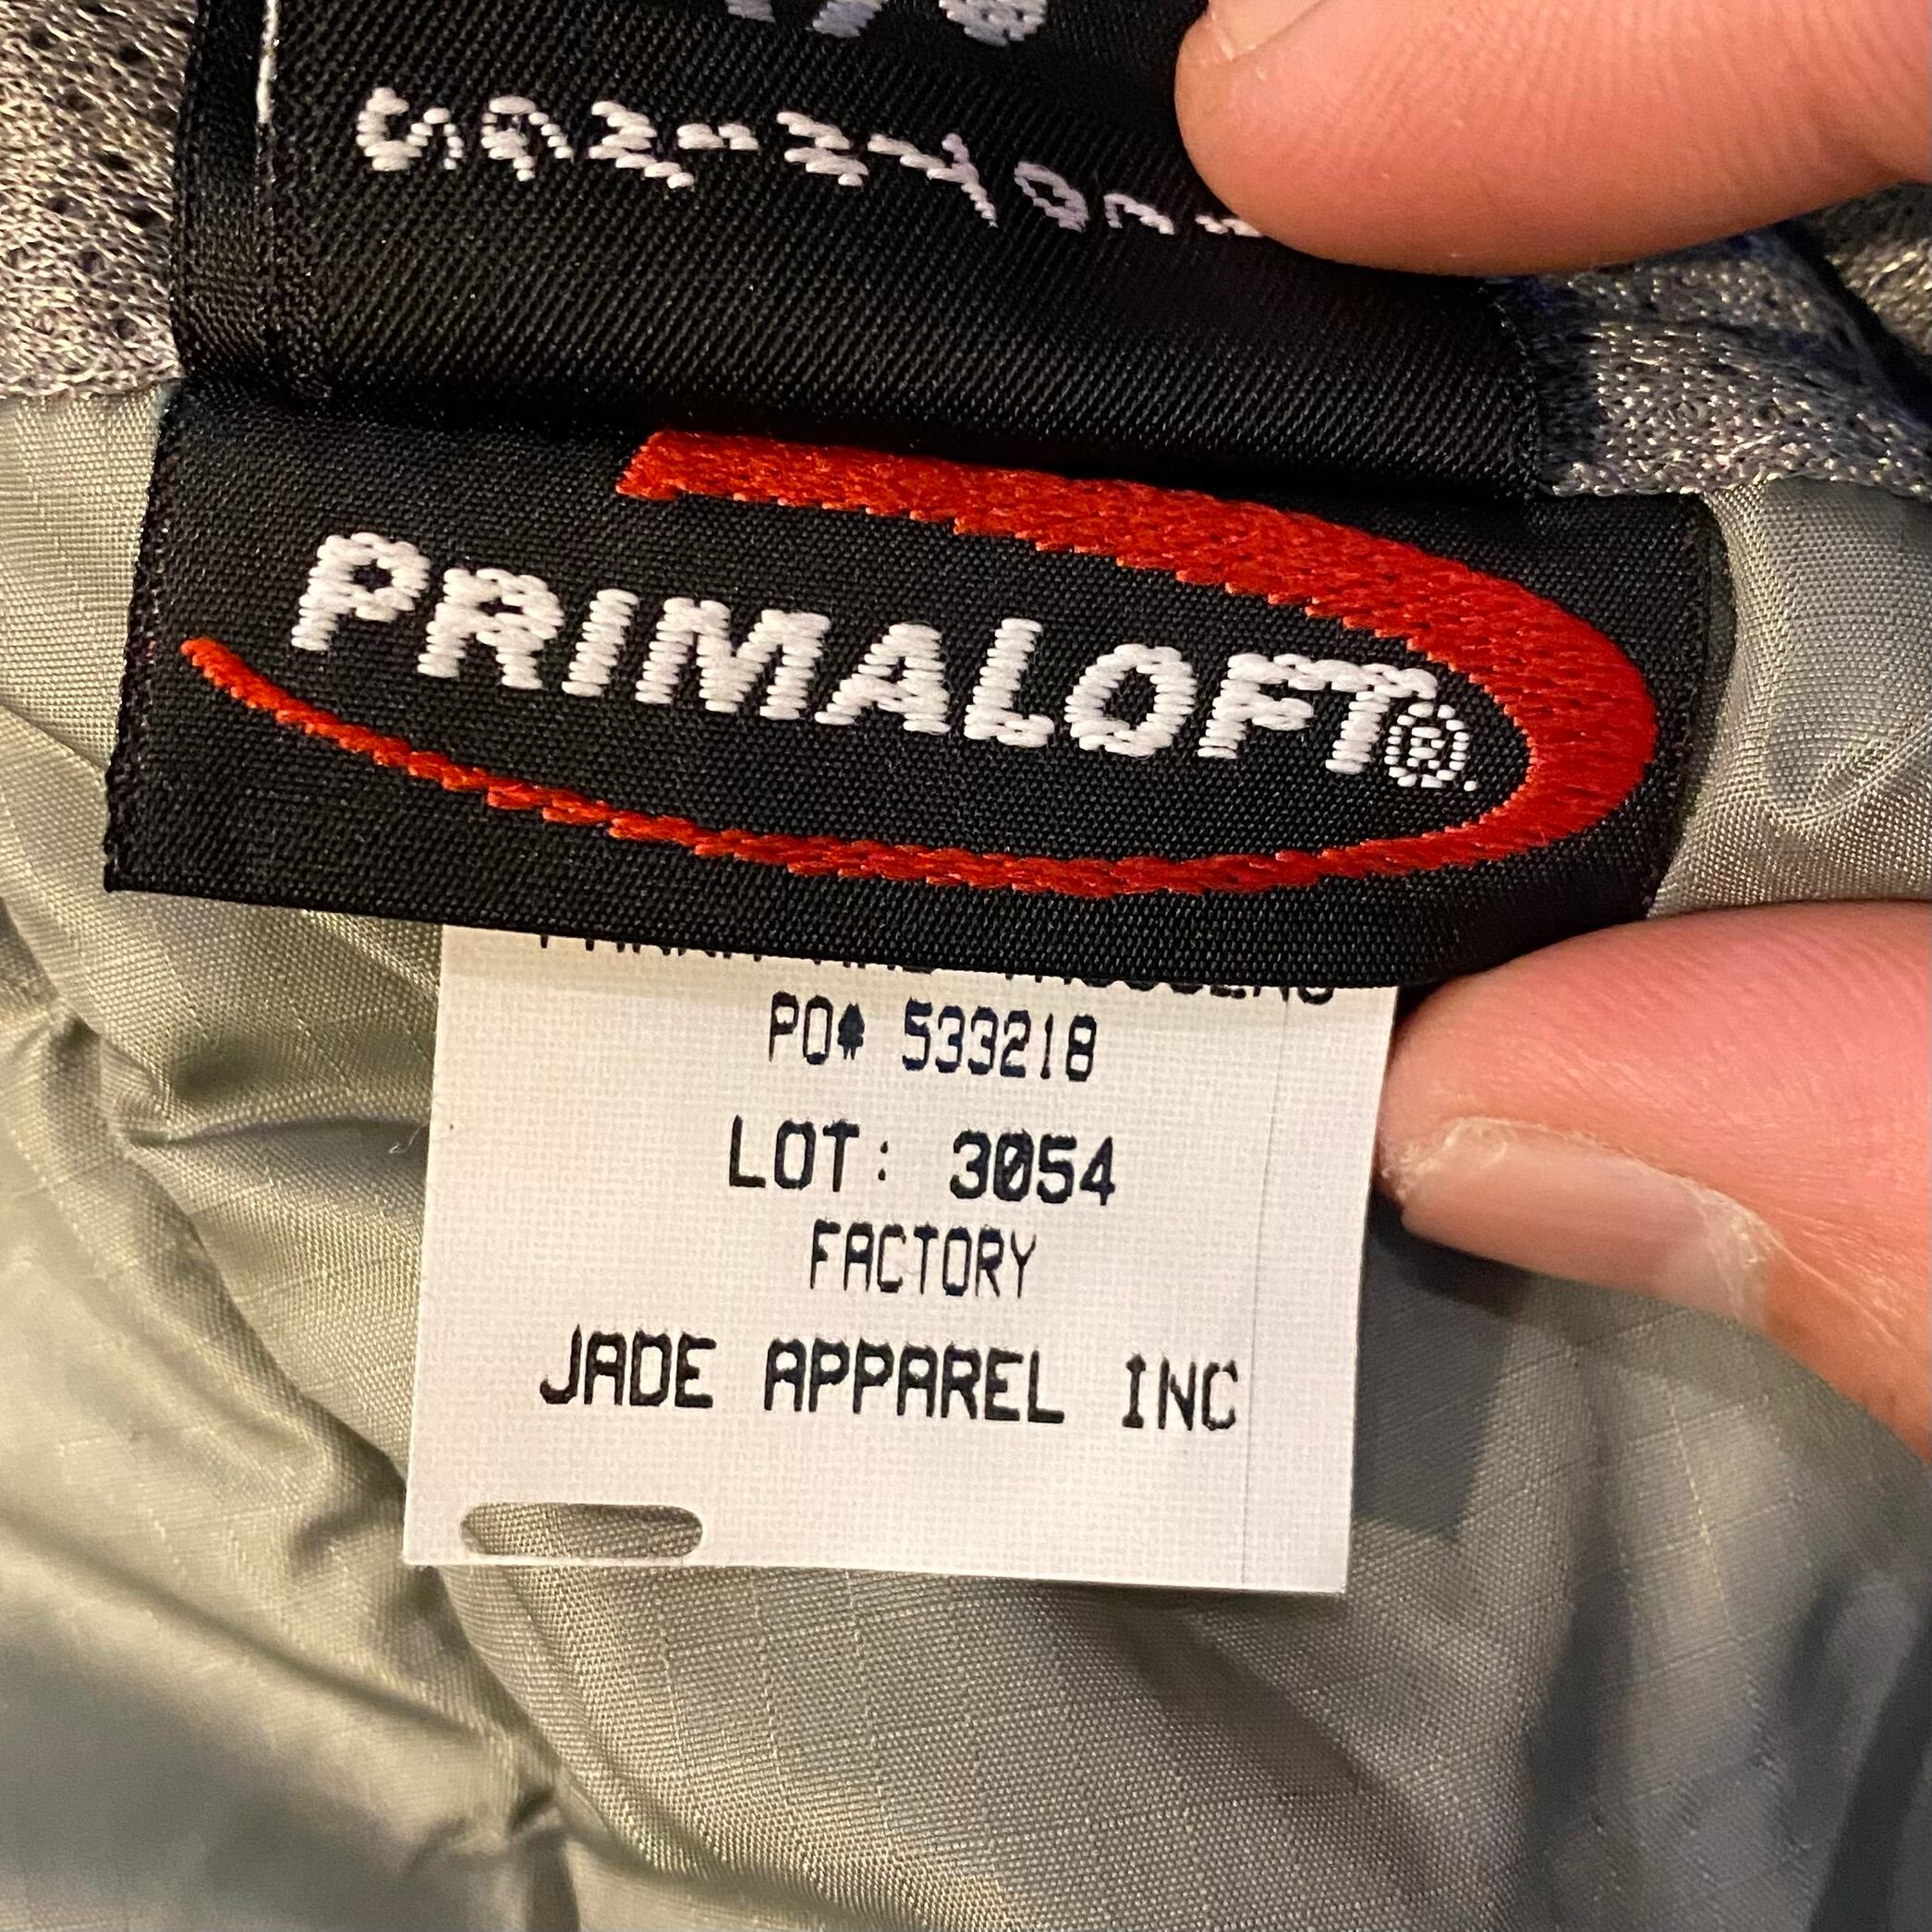 PRIMALOFT®
PO# 533218
LOT: 3054
FACTORY
JADE APPAREL INC